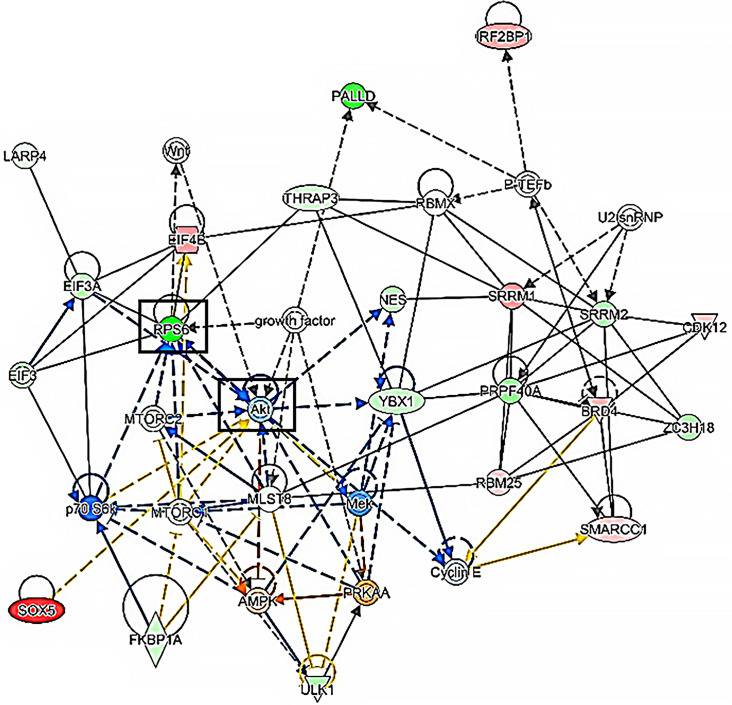 IRF2BP1
PALLD
Wnt
LARP4
P-TEFb
THRAP3
RBMX
U2 snRNP
EIF4B
EIF3A
NES
SRRM1
SRRM2
RPS6
growth factor
CDK12
EIF3
PRPF40A
YBX1
Akt
BRD4
MTORC2
ZC3H18
RBM25
MLST8
Mek
p70 S6k
MTORC1
SMARCC1
Cyclin E
PRKAA
AMPK
SOX5
FKBP1A
ULK1